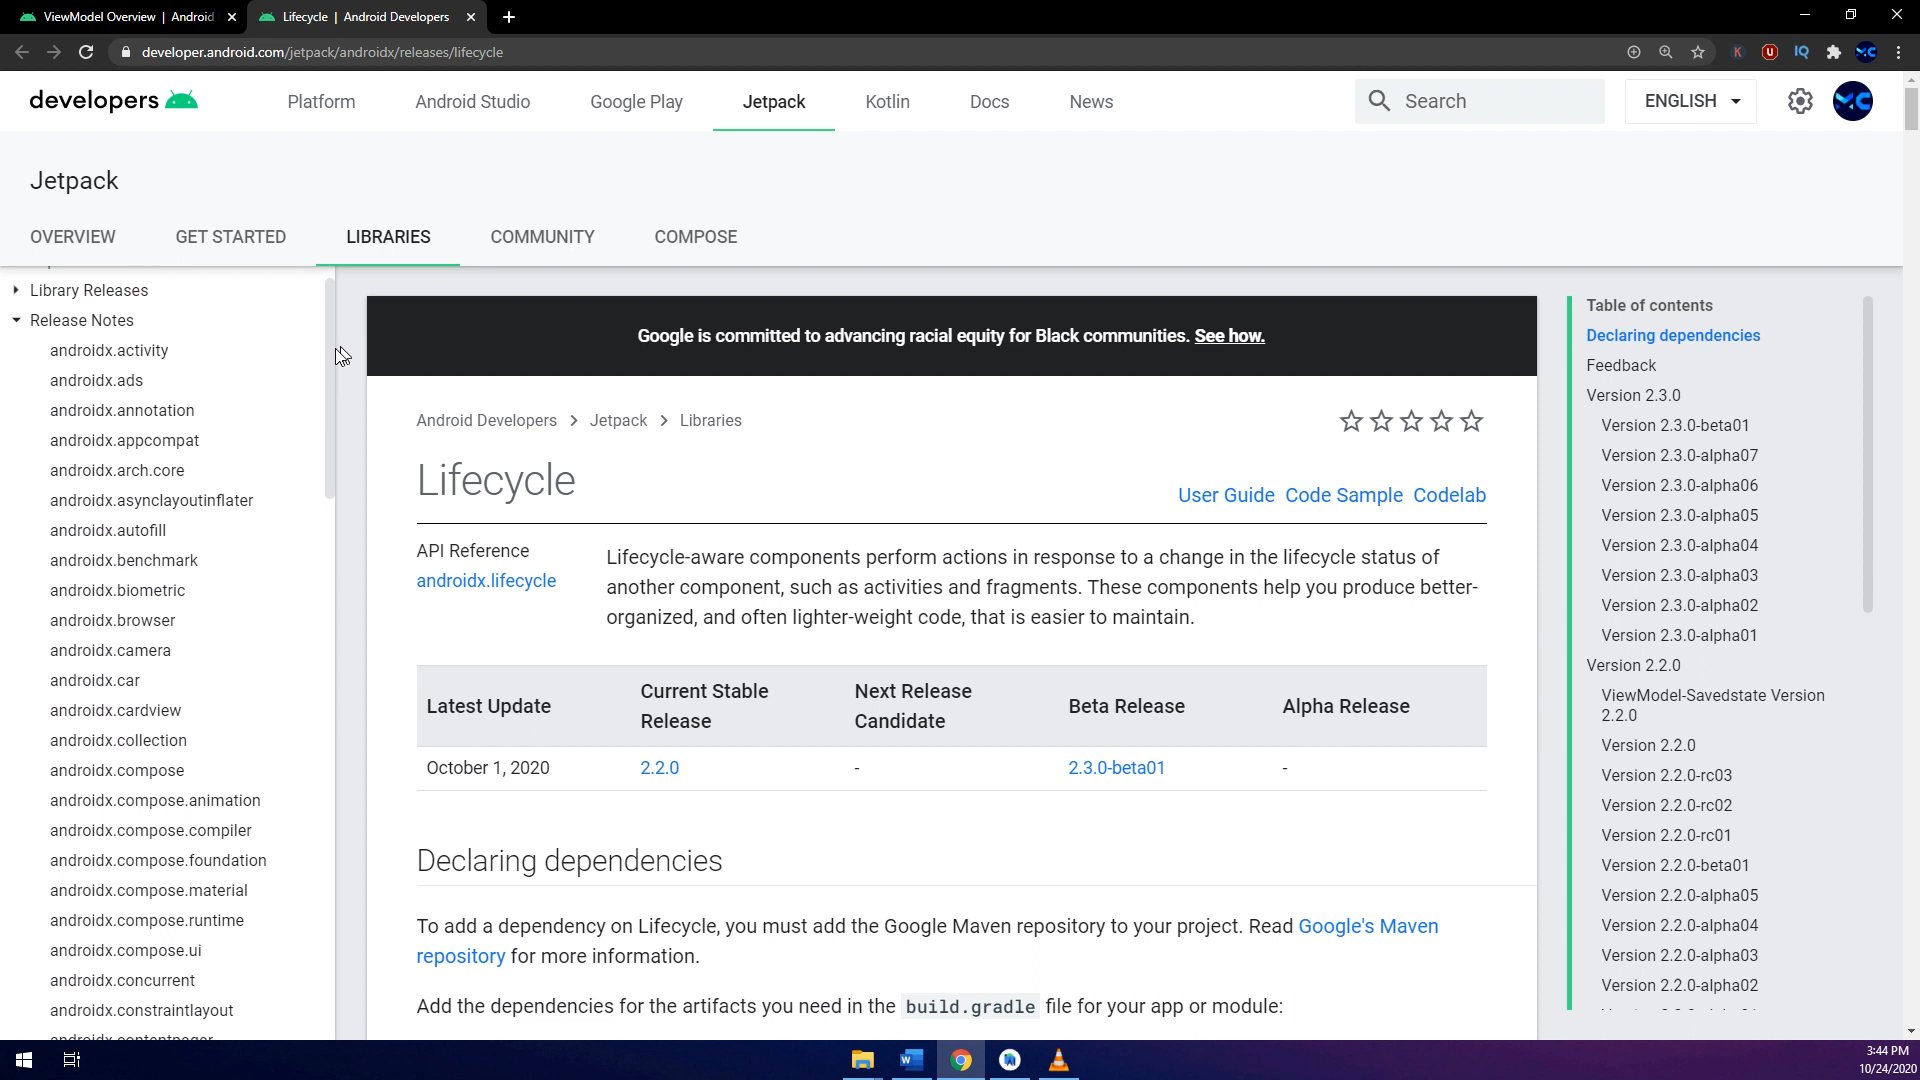 ViewModel Overview | Android
Lifecycle | Android Developers
developer.android.com/jetpack/androidx/releases/lifecycle
developers
Platform
Android Studio
Google Play
Jetpack
Kotlin
Docs
News
Search
ENGLISH
Jetpack
OVERVIEW
GET STARTED
LIBRARIES
COMMUNITY
COMPOSE
Library Releases
Release Notes
androidx.activity
androidx.ads
androidx.annotation
androidx.appcompat
androidx.arch.core
androidx.asynclayoutinflater
androidx.autofill
androidx.benchmark
androidx.biometric
androidx.browser
androidx.camera
androidx.car
androidx.cardview
androidx.collection
androidx.compose
androidx.compose.animation
androidx.compose.compiler
androidx.compose.foundation
androidx.compose.material
androidx.compose.runtime
androidx.compose.ui
androidx.concurrent
androidx.constraintlayout
Google is committed to advancing racial equity for Black communities. See how.
Android Developers > Jetpack > Libraries
Lifecycle
User Guide Code Sample Codelab
API Reference
androidx.lifecycle
Lifecycle-aware components perform actions in response to a change in the lifecycle status of
another component, such as activities and fragments. These components help you produce better-
organized, and often lighter-weight code, that is easier to maintain.
Latest Update
Current Stable
Release
Next Release
Candidate
Beta Release
Alpha Release
October 1, 2020
2.2.0
-
2.3.0-beta01
-
Declaring dependencies
To add a dependency on Lifecycle, you must add the Google Maven repository to your project. Read Google's Maven
repository for more information.
Add the dependencies for the artifacts you need in the build.gradle file for your app or module:
Table of contents
Declaring dependencies
Feedback
Version 2.3.0
Version 2.3.0-beta01
Version 2.3.0-alpha07
Version 2.3.0-alpha06
Version 2.3.0-alpha05
Version 2.3.0-alpha04
Version 2.3.0-alpha03
Version 2.3.0-alpha02
Version 2.3.0-alpha01
Version 2.2.0
ViewModel-Savedstate Version
2.2.0
Version 2.2.0
Version 2.2.0-rc03
Version 2.2.0-rc02
Version 2.2.0-rc01
Version 2.2.0-beta01
Version 2.2.0-alpha05
Version 2.2.0-alpha04
Version 2.2.0-alpha03
Version 2.2.0-alpha02
3:44 PM
10/24/2020